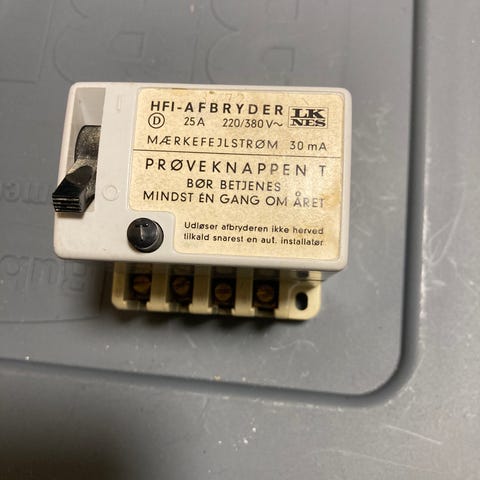 HFI-AFBRYDER
D 25A 220/380V~
LK
NES
MÆRKEFEJLSTRØM 30 mA
PRØVEKNAPPEN T
BØR BETJENES
MINDST ÉN GANG OM ÅRET
Udløser afbryderen ikke herved
tilkald snarest en aut. installatør
T